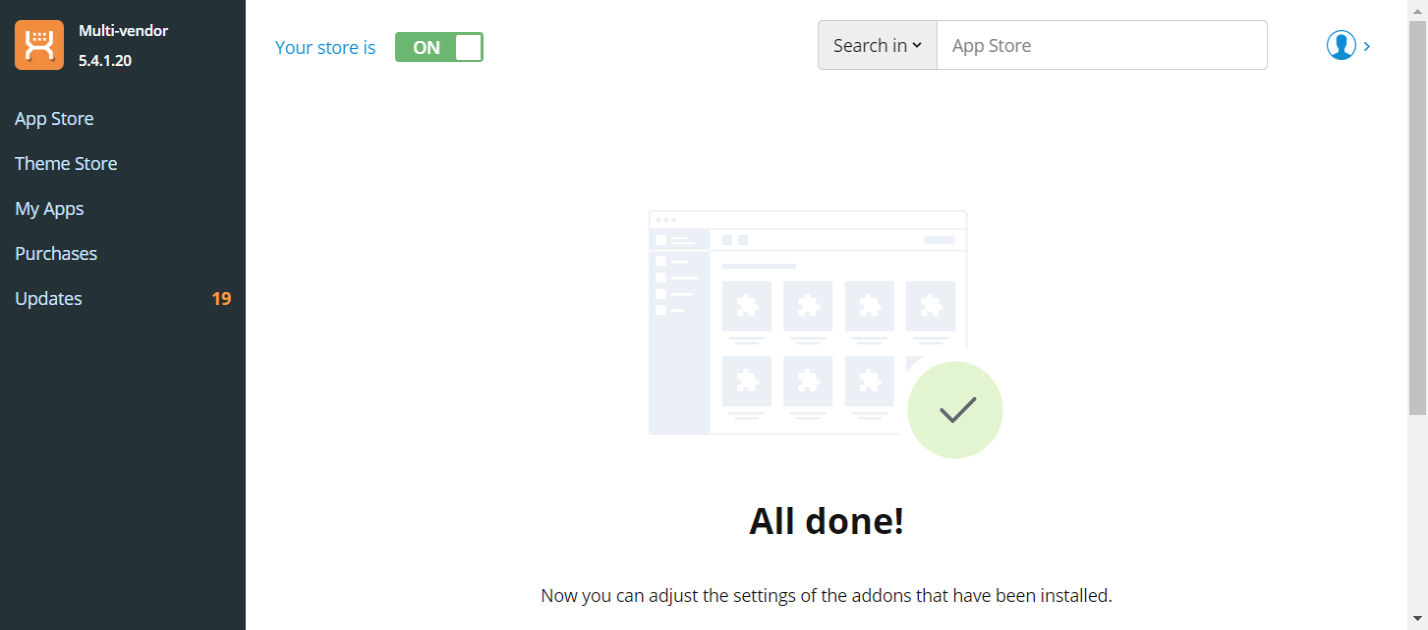 Multi-vendor
5.4.1.20
App Store
Theme Store
My Apps
Purchases
Updates 19
Your store is ON
Search in App Store
All done!
Now you can adjust the settings of the addons that have been installed.